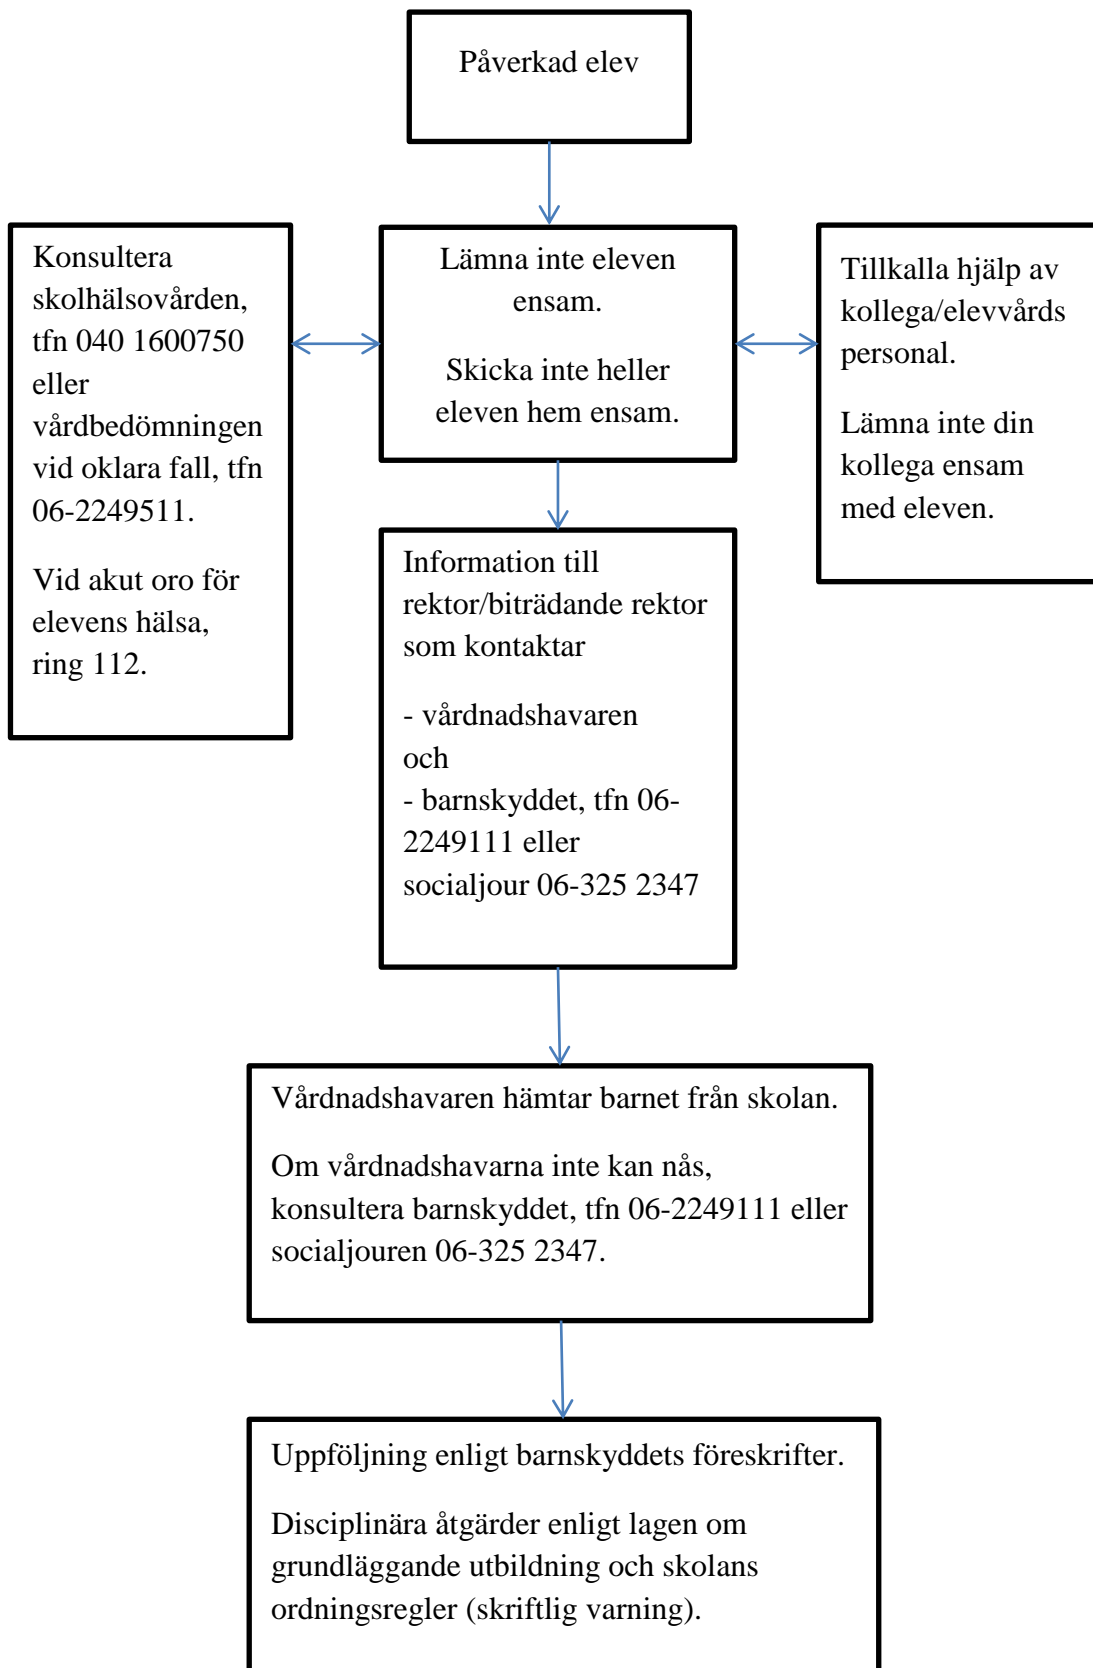 Påverkad elev
Konsultera
skolhälsovården,
tfn 040 1600750
eller
vårdbedömningen
vid oklara fall, tfn
06-2249511.
Vid akut oro för
elevens hälsa,
ring 112.
Lämna inte eleven
ensam.
Skicka inte heller
eleven hem ensam.
Tillkalla hjälp av
kollega/elevvårds
personal.
Lämna inte din
kollega ensam
med eleven.
Information till
rektor/biträdande rektor
som kontaktar
- vårdnadshavaren
och
- barnskyddet, tfn 06-
2249111 eller
socialjour 06-325 2347
Vårdnadshavaren hämtar barnet från skolan.
Om vårdnadshavarna inte kan nås,
konsultera barnskyddet, tfn 06-2249111 eller
socialjouren 06-325 2347.
Uppföljning enligt barnskyddets föreskrifter.
Disciplinära åtgärder enligt lagen om
grundläggande utbildning och skolans
ordningsregler (skriftlig varning).